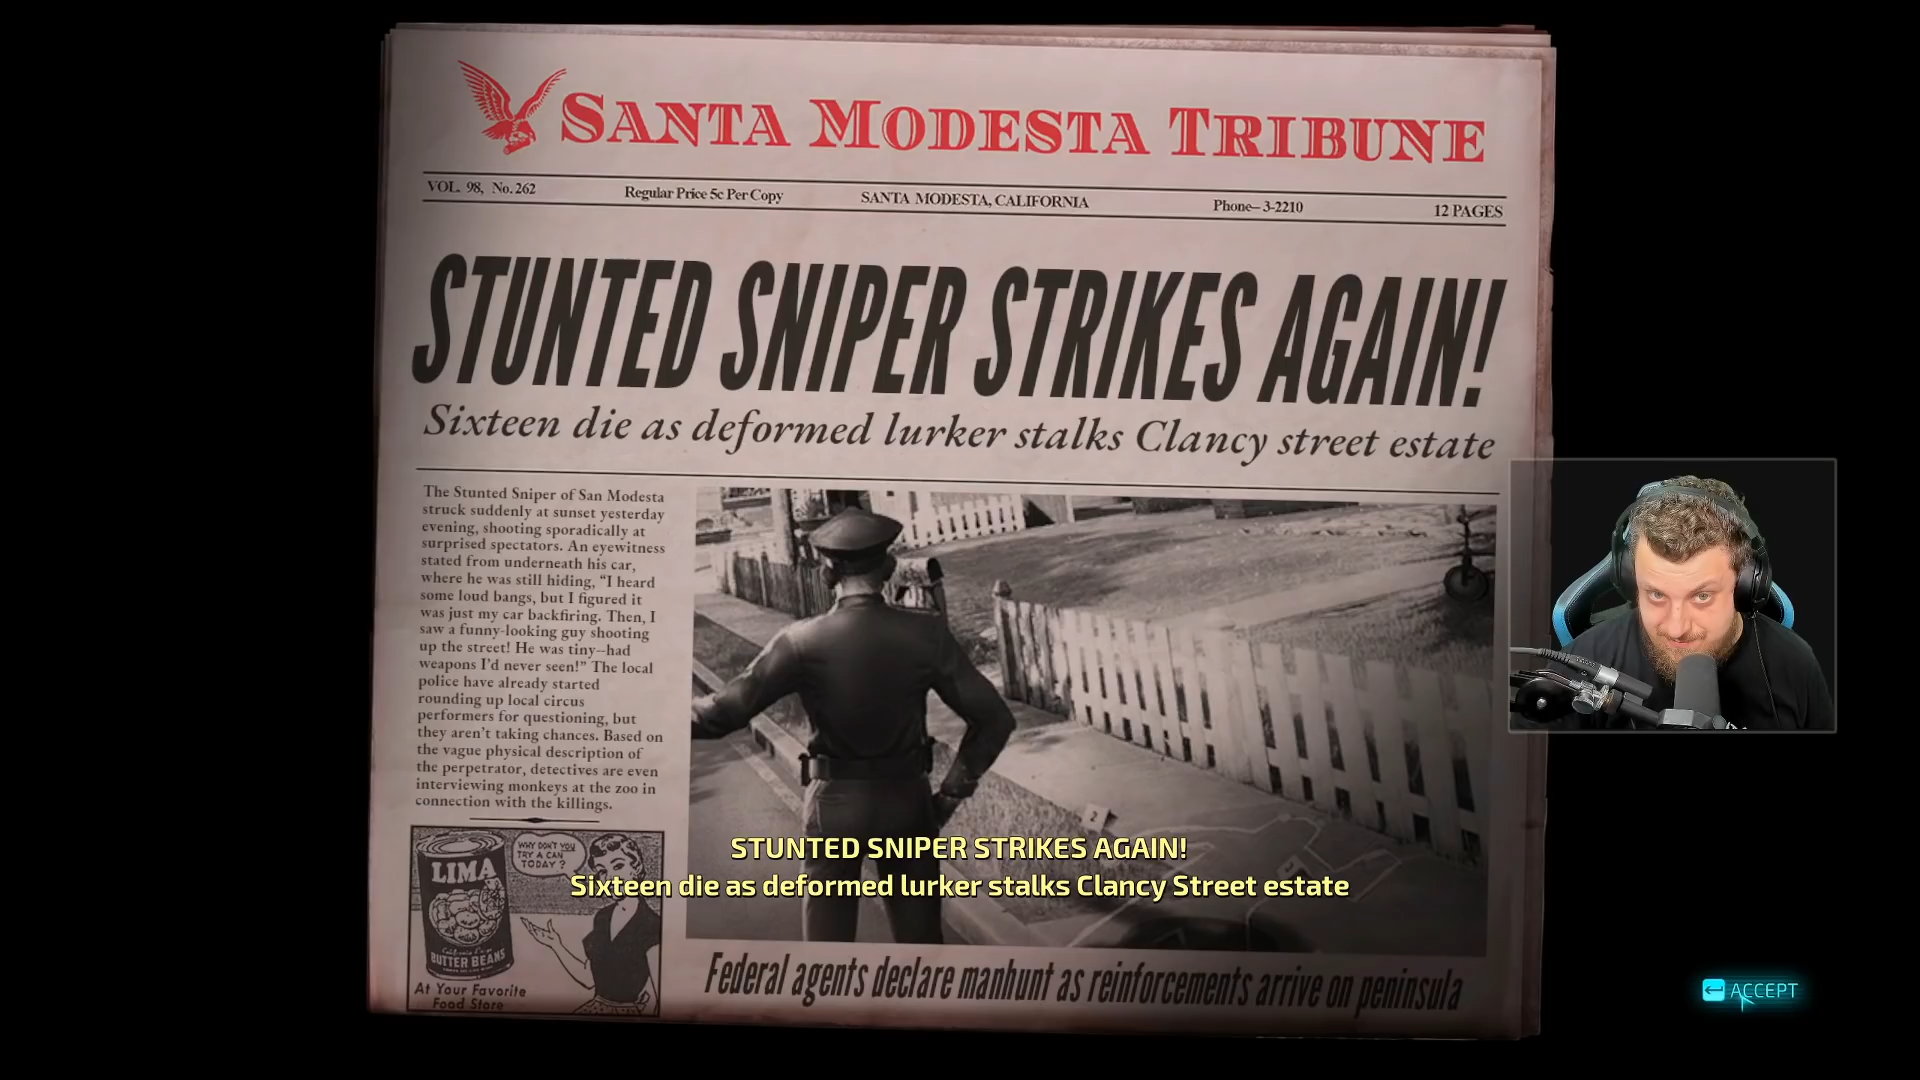 SANTA MODESTA TRIBUNE
VOL. 98, No. 262 Regular Price 5c Per Copy SANTA MODESTA, CALIFORNIA Phone– 3-2210 12 PAGES
STUNTED SNIPER STRIKES AGAIN!
Sixteen die as deformed lurker stalks Clancy street estate
The Stunted Sniper of San Modesta
struck suddenly at sunset yesterday
evening, shooting sporadically at
surprised spectators. An eyewitness
stated from underneath his car,
where he was still hiding, “I heard
some loud bangs, but I figured it
was just my car backfiring. Then, I
saw a funny-looking guy shooting
up the street! He was tiny--had
weapons I’d never seen!” The local
police have already started
rounding up local circus
performers for questioning, but
they aren’t taking chances. Based on
the vague physical description of
the perpetrator, detectives are even
interviewing monkeys at the zoo in
connection with the killings.
WHY DON'T YOU
TRY A CAN
TODAY?
LIMA
BUTTER BEANS
At Your Favorite
Food Store
2
STUNTED SNIPER STRIKES AGAIN!
Sixteen die as deformed lurker stalks Clancy Street estate
Federal agents declare manhunt as reinforcements arrive on peninsula
ACCEPT